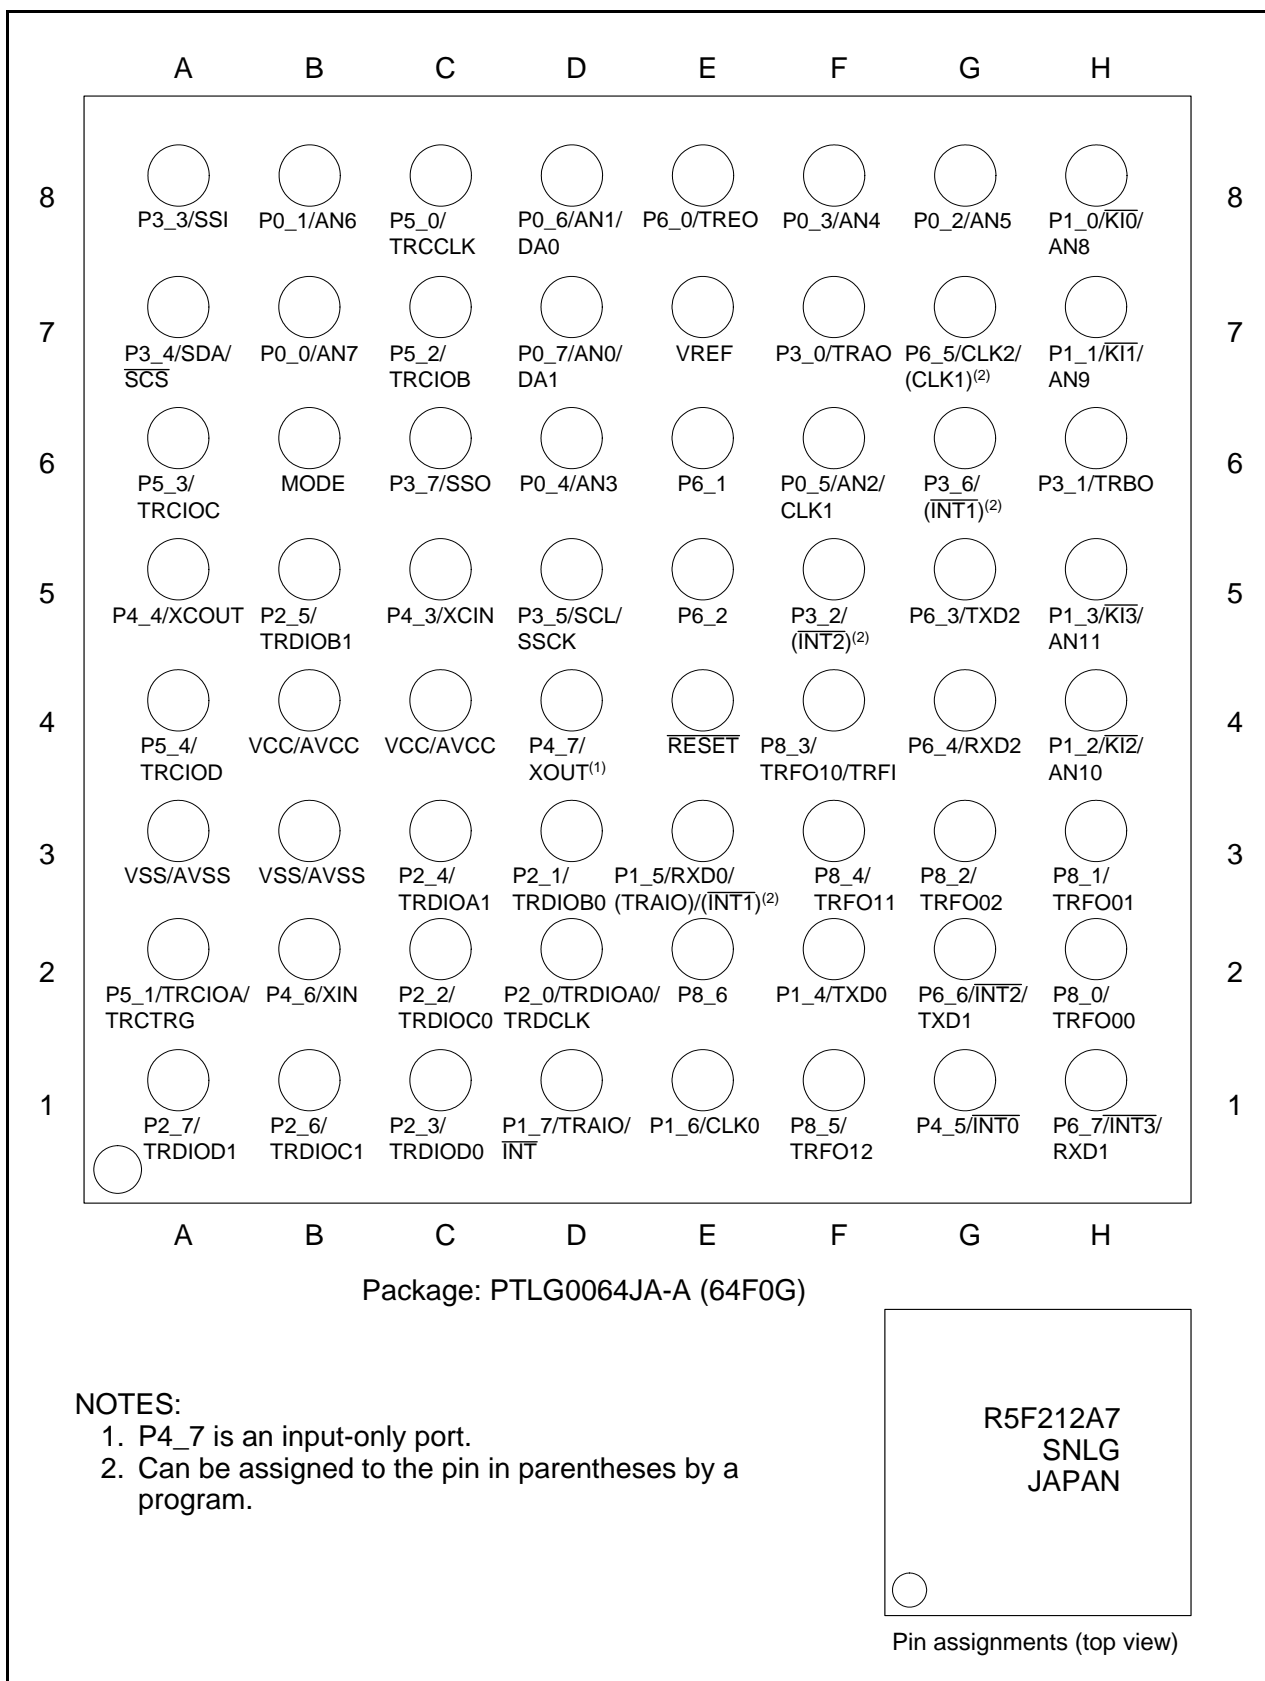 A B C D E F G H
8 8
P3_3/SSI P0_1/AN6 P5_0/ P0_6/AN1/ P6_0/TREO P0_3/AN4 P0_2/AN5 P1_0/KI0/
TRCCLK DA0 AN8
7 7
P3_4/SDA/ P0_0/AN7 P5_2/ P0_7/AN0/ VREF P3_0/TRAO P6_5/CLK2/ P1_1/KI1/
SCS TRCIOB DA1 (CLK1)(2) AN9
6 6
P5_3/ MODE P3_7/SSO P0_4/AN3 P6_1 P0_5/AN2/ P3_6/ P3_1/TRBO
TRCIOC CLK1 (INT1)(2)
5 5
P4_4/XCOUT P2_5/ P4_3/XCIN P3_5/SCL/ P6_2 P3_2/ P6_3/TXD2 P1_3/KI3/
TRDIOB1 SSCK (INT2)(2) AN11
4 4
P5_4/ VCC/AVCC VCC/AVCC P4_7/ RESET P8_3/ P6_4/RXD2 P1_2/KI2/
TRCIOD XOUT(1) TRFO10/TRFI AN10
3 3
VSS/AVSS VSS/AVSS P2_4/ P2_1/ P1_5/RXD0/ P8_4/ P8_2/ P8_1/
TRDIOA1 TRDIOB0 (TRAIO)/(INT1)(2) TRFO11 TRFO02 TRFO01
2 2
P5_1/TRCIOA/ P4_6/XIN P2_2/ P2_0/TRDIOA0/ P8_6 P1_4/TXD0 P6_6/INT2/ P8_0/
TRCTRG TRDIOC0 TRDCLK TXD1 TRFO00
1 1
P2_7/ P2_6/ P2_3/ P1_7/TRAIO/ P1_6/CLK0 P8_5/ P4_5/INT0 P6_7/INT3/
TRDIOD1 TRDIOC1 TRDIOD0 INT TRFO12 RXD1
A B C D E F G H
Package: PTLG0064JA-A (64F0G)
NOTES:
1. P4_7 is an input-only port.
2. Can be assigned to the pin in parentheses by a
program.
R5F212A7
SNLG
JAPAN
Pin assignments (top view)